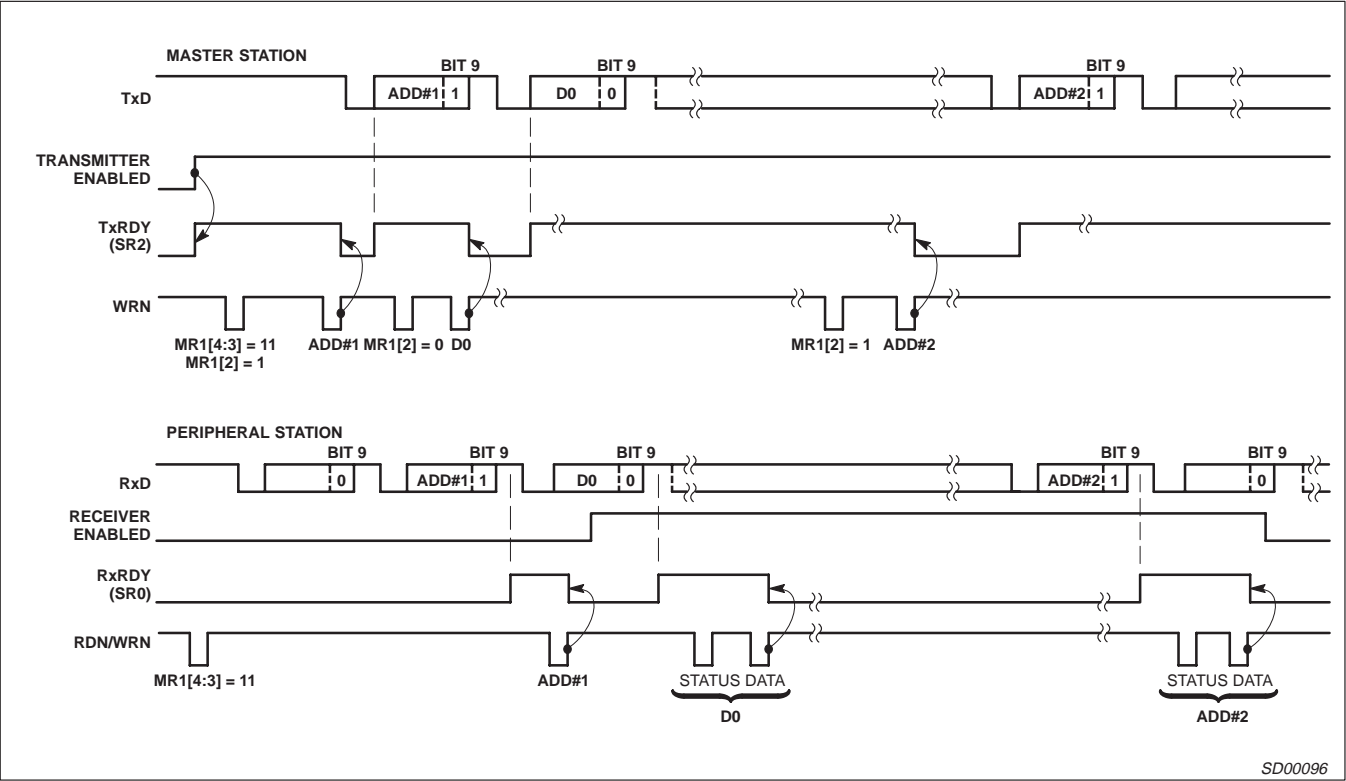 MASTER STATION
BIT 9 BIT 9 BIT 9
TxD ADD#1 1 D0 0 ADD#2 1
TRANSMITTER
ENABLED
TxRDY
(SR2)
WRN
MR1[4:3] = 11 ADD#1 MR1[2] = 0 D0 MR1[2] = 1 ADD#2
MR1[2] = 1
PERIPHERAL STATION
BIT 9 BIT 9 BIT 9 BIT 9 BIT 9
RxD 0 ADD#1 1 D0 0 ADD#2 1 0
RECEIVER
ENABLED
RxRDY
(SR0)
RDN/WRN
MR1[4:3] = 11 ADD#1 STATUS DATA STATUS DATA
D0 ADD#2
SD00096